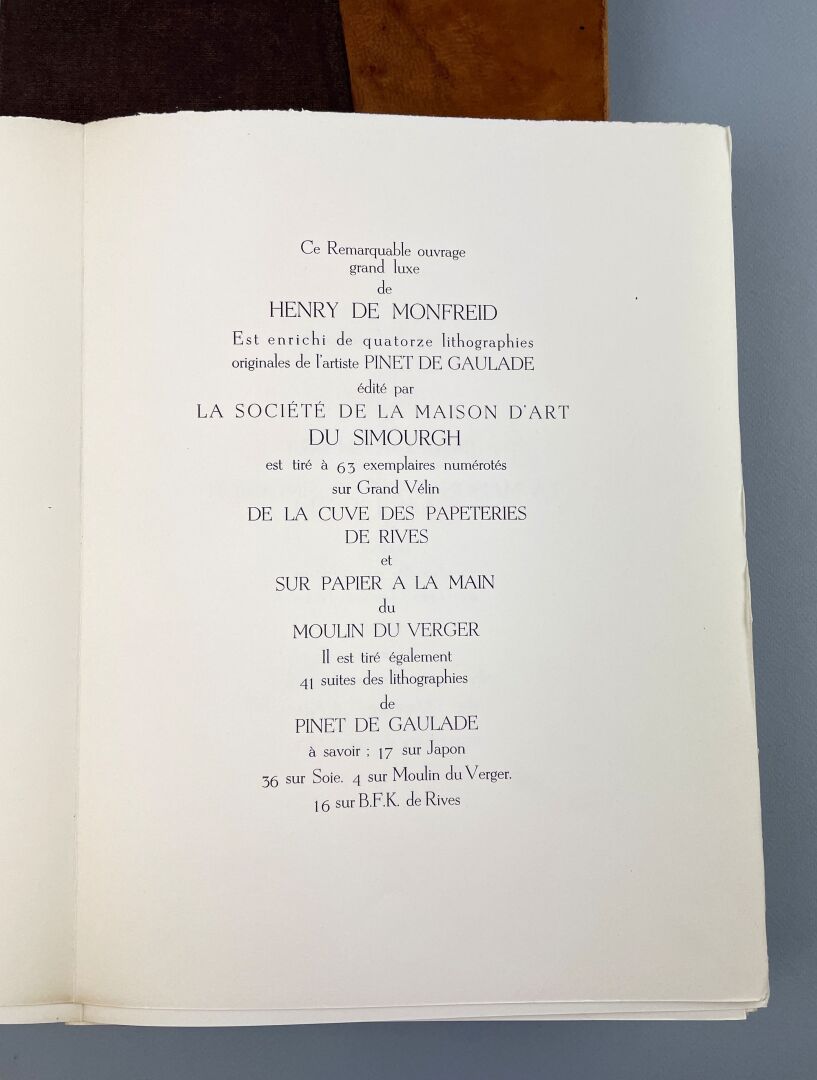 Ce Remarquable ouvrage
grand luxe
de
HENRY DE MONFREID
Est enrichi de quatorze lithographies
originales de l'artiste PINET DE GAULADE
édité par
LA SOCIÉTÉ DE LA MAISON D'ART
DU SIMOURGH
est tiré à 63 exemplaires numérotés
sur Grand Vélin
DE LA CUVE DES PAPETERIES
DE RIVES
et
SUR PAPIER A LA MAIN
du
MOULIN DU VERGER
Il est tiré également
41 suites des lithographies
de
PINET DE GAULADE
à savoir ; 17 sur Japon
36 sur Soie. 4 sur Moulin du Verger.
16 sur B.F.K. de Rives